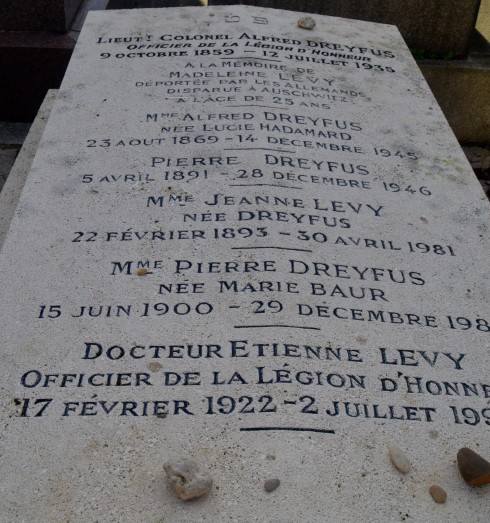 Lieut! Colonel Alfred DREYFUS
Officier de la Légion d'Honneur
9 octobre 1859 – 12 juillet 1935
A la mémoire de
Madeleine LEVY
déportée par les allemands
disparue à Auschwitz
à l'âge de 25 ans
Mme Alfred DREYFUS
née Lucie HADAMARD
23 aout 1869 - 14 décembre 1945
Pierre DREYFUS
5 avril 1891 - 28 décembre 1946
Mme Jeanne LEVY
née DREYFUS
22 février 1893 - 30 avril 1981
Mme Pierre DREYFUS
née Marie BAUR
15 juin 1900 - 29 décembre 198
Docteur Etienne LEVY
Officier de la Légion d'Honne
17 février 1922 - 2 juillet 199